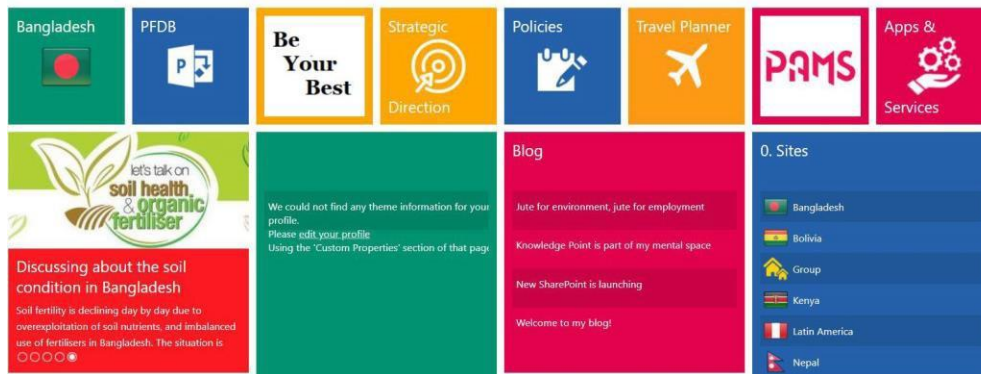 Bangladesh
PFDB
P
Be
Your
Best
Strategic
Direction
Policies
Travel Planner
PAMS
Apps &
Services
let's talk on
soil health
& organic
fertiliser
Discussing about the soil
condition in Bangladesh
Soil fertility is declining day by day due to
overexploitation of soil nutrients, and imbalanced
use of fertilisers in Bangladesh. The situation is
We could not find any theme information for your
profile.
Please edit your profile
Using the 'Custom Properties' section of that page
Blog
Jute for environment, jute for employment
Knowledge Point is part of my mental space
New SharePoint is launching
Welcome to my blog!
0. Sites
Bangladesh
Bolivia
Group
Kenya
Latin America
Nepal